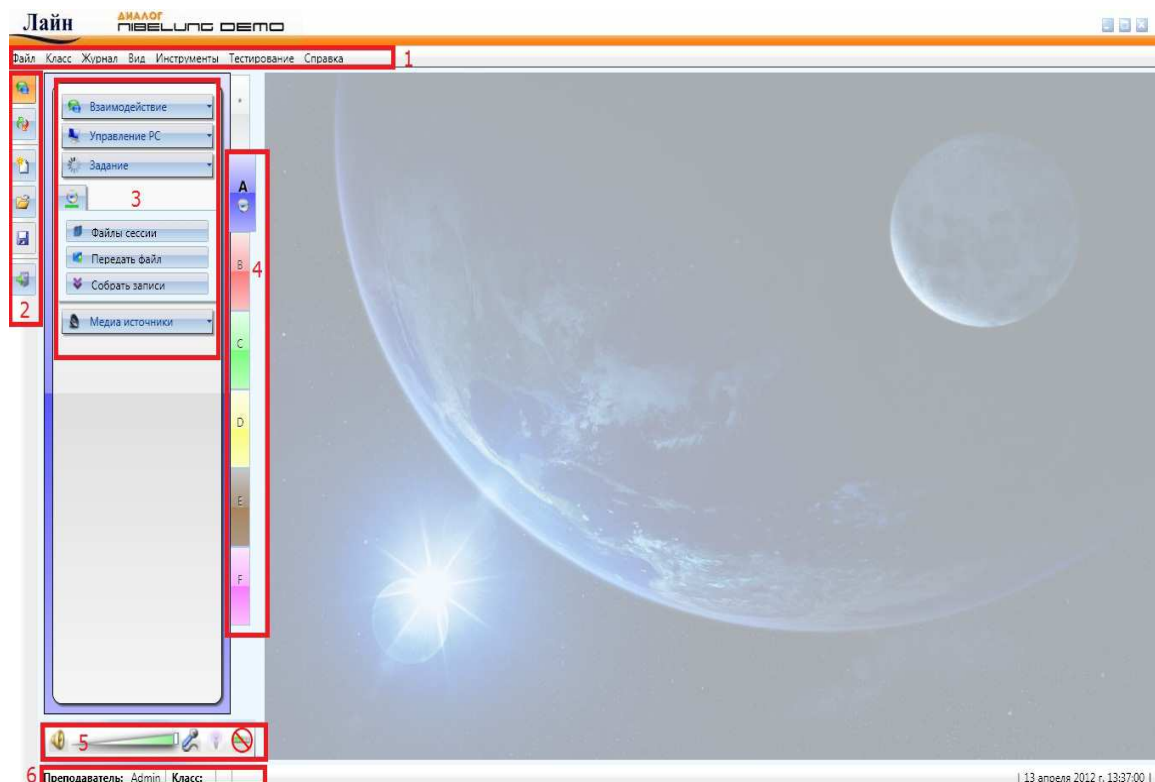 Лайн
ДИАЛОГ
NIBELUNG DEMO
Файл Класс Журнал Вид Инструменты Тестирование Справка
1
Взаимодействие
Управление PC
Задание
3
Файлы сессии
Передать файл
Собрать записи
Медиа источники
2
A
B
4
C
D
E
F
5
6
Преподаватель: Admin Класс:
13 апреля 2012 г. 13:37:00